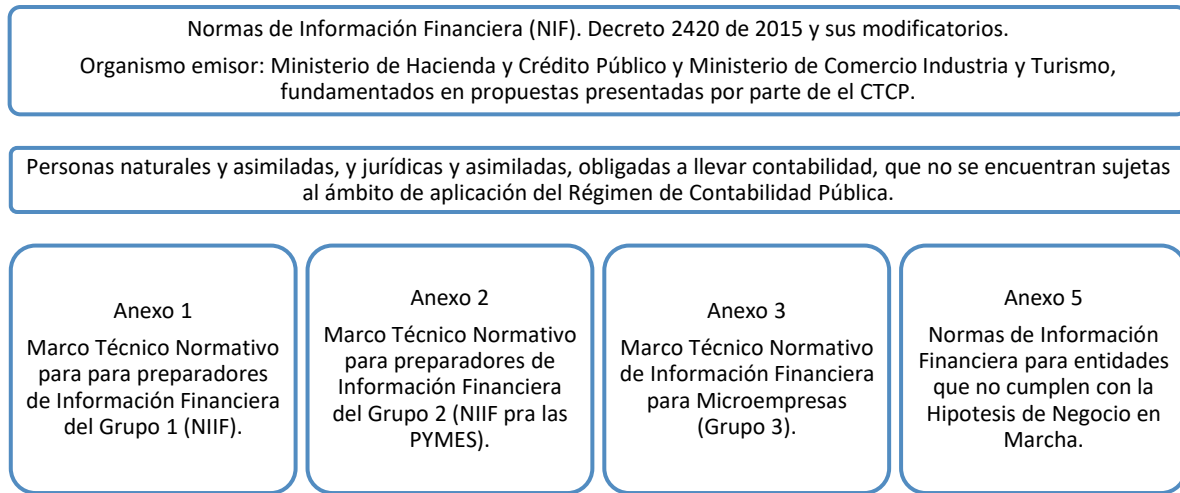 Normas de Información Financiera (NIF). Decreto 2420 de 2015 y sus modificatorios.
Organismo emisor: Ministerio de Hacienda y Crédito Público y Ministerio de Comercio Industria y Turismo,
fundamentados en propuestas presentadas por parte de el CTCP.
Personas naturales y asimiladas, y jurídicas y asimiladas, obligadas a llevar contabilidad, que no se encuentran sujetas
al ámbito de aplicación del Régimen de Contabilidad Pública.
Anexo 1
Marco Técnico Normativo
para para preparadores
de Información Financiera
del Grupo 1 (NIIF).
Anexo 2
Marco Técnico Normativo
para preparadores de
Información Financiera
del Grupo 2 (NIIF pra las
PYMES).
Anexo 3
Marco Técnico Normativo
de Información Financiera
para Microempresas
(Grupo 3).
Anexo 5
Normas de Información
Financiera para entidades
que no cumplen con la
Hipotesis de Negocio en
Marcha.